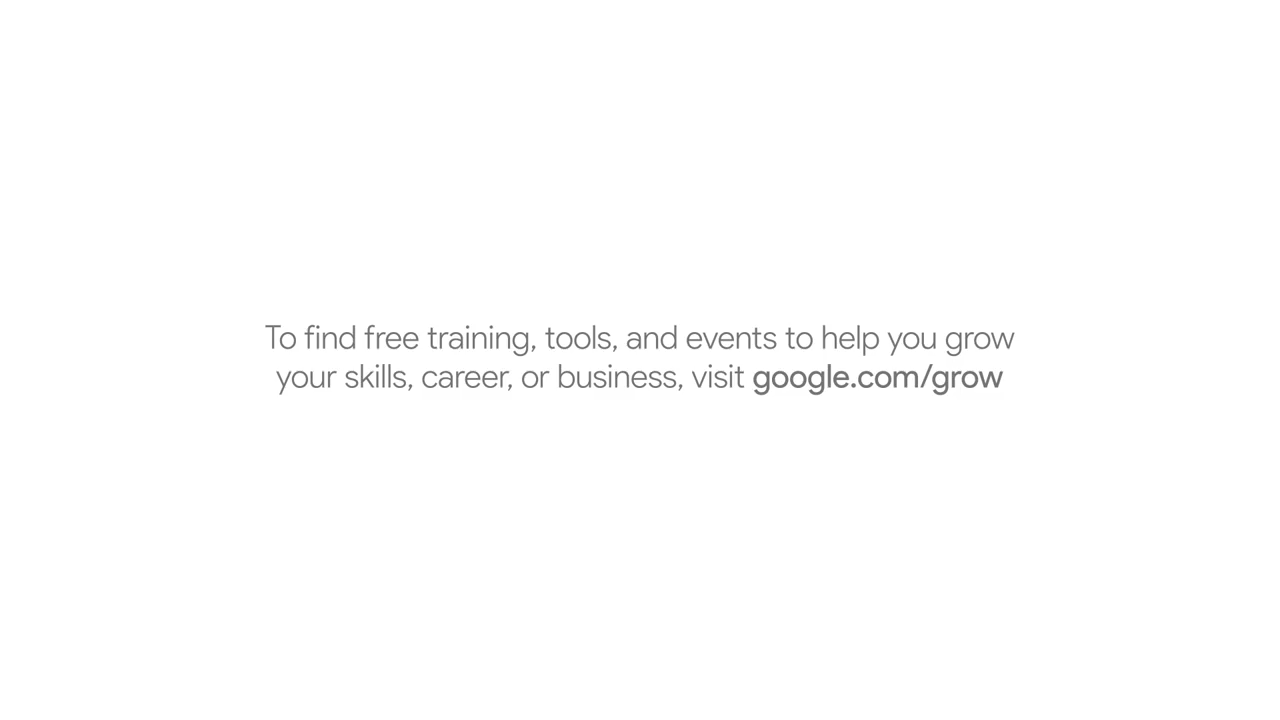 To find free training, tools, and events to help you grow
your skills, career, or business, visit google.com/grow